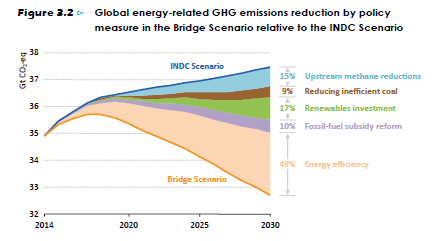 Figure 3.2 ▷ Global energy-related GHG emissions reduction by policy
measure in the Bridge Scenario relative to the INDC Scenario
Gt CO₂-eq
38
37
36
35
34
33
32
2014
2020
2025
2030
INDC Scenario
Bridge Scenario
15% Upstream methane reductions
9% Reducing inefficient coal
17% Renewables investment
10% Fossil-fuel subsidy reform
49% Energy efficiency